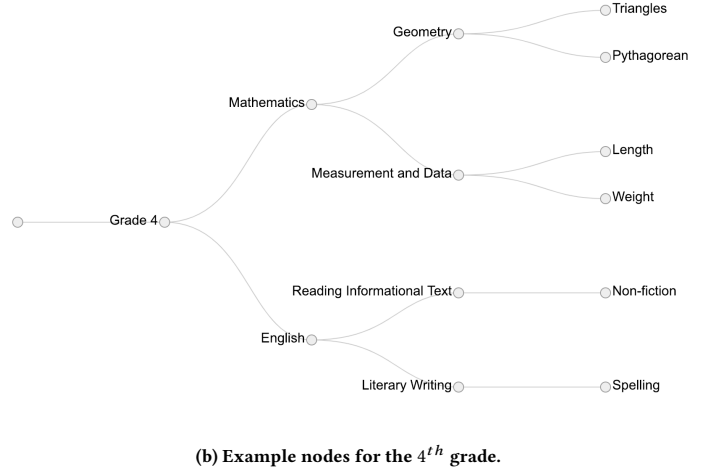 Triangles
Geometry
Pythagorean
Mathematics
Length
Measurement and Data
Weight
Grade 4
Reading Informational Text Non-fiction
English
Literary Writing Spelling
(b) Example nodes for the 4th grade.